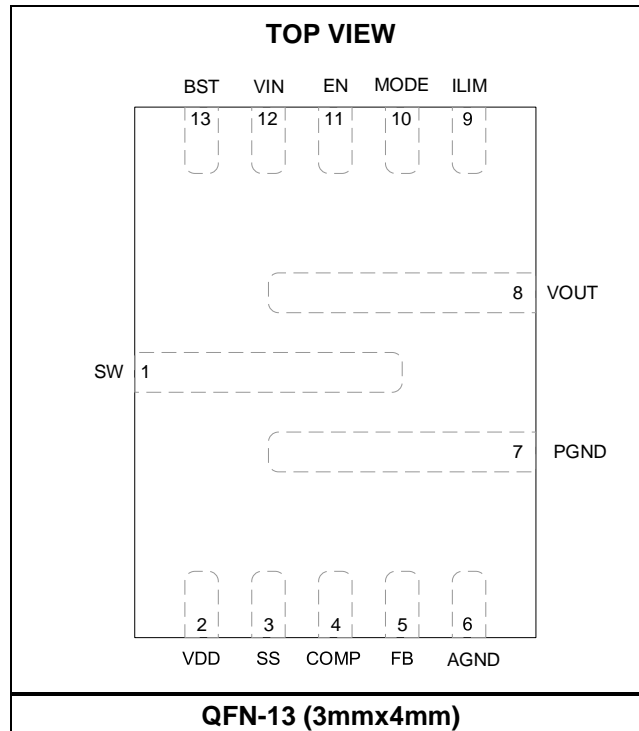 TOP VIEW
BST VIN EN MODE ILIM
13 12 11 10 9
8 VOUT
SW 1
7 PGND
2 3 4 5 6
VDD SS COMP FB AGND
QFN-13 (3mmx4mm)